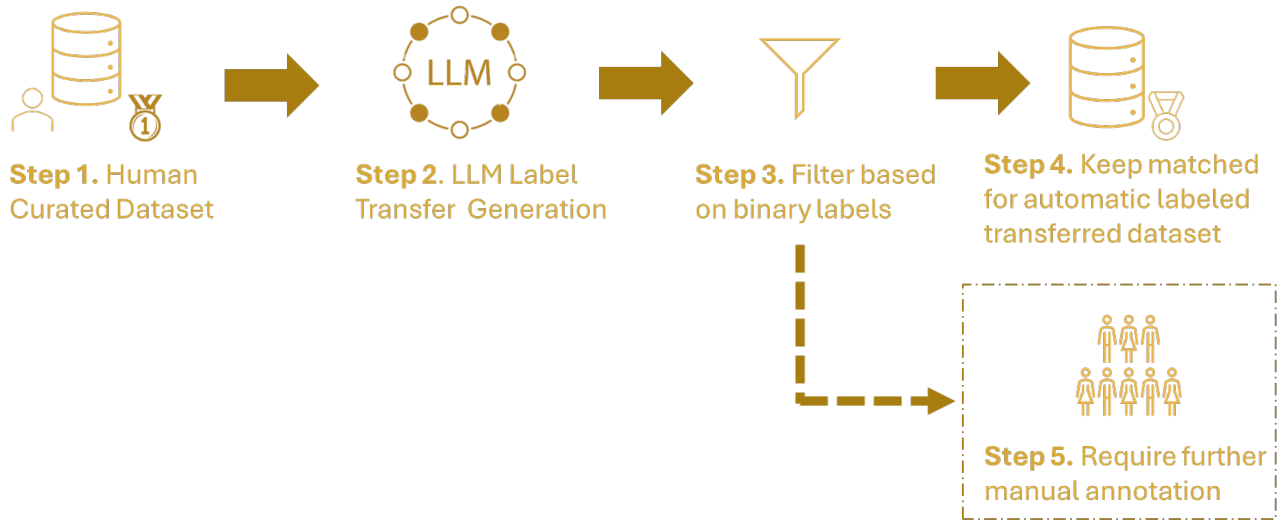 LLM
1
Step 1. Human
Curated Dataset
Step 2. LLM Label
Transfer Generation
Step 3. Filter based
on binary labels
Step 4. Keep matched
for automatic labeled
transferred dataset
Step 5. Require further
manual annotation